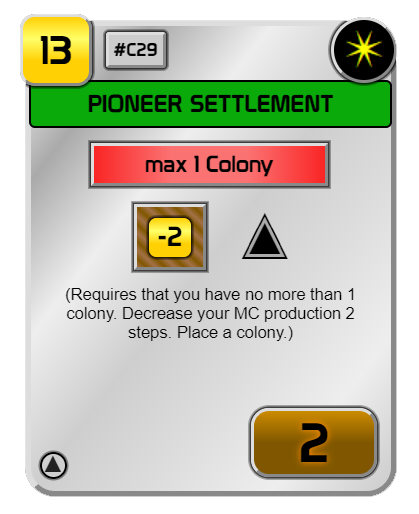 13
#C29
PIONEER SETTLEMENT
max 1 Colony
-2
(Requires that you have no more than 1
colony. Decrease your MC production 2
steps. Place a colony.)
2